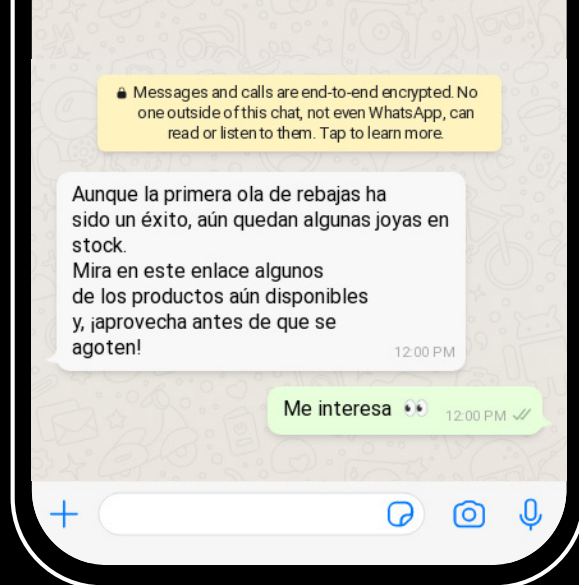 Messages and calls are end-to-end encrypted. No
one outside of this chat, not even WhatsApp, can
read or listen to them. Tap to learn more.
Aunque la primera ola de rebajas ha
sido un éxito, aún quedan algunas joyas en
stock.
Mira en este enlace algunos
de los productos aún disponibles
y, ¡aprovecha antes de que se
agoten!
12:00 PM
Me interesa 👀
12:00 PM